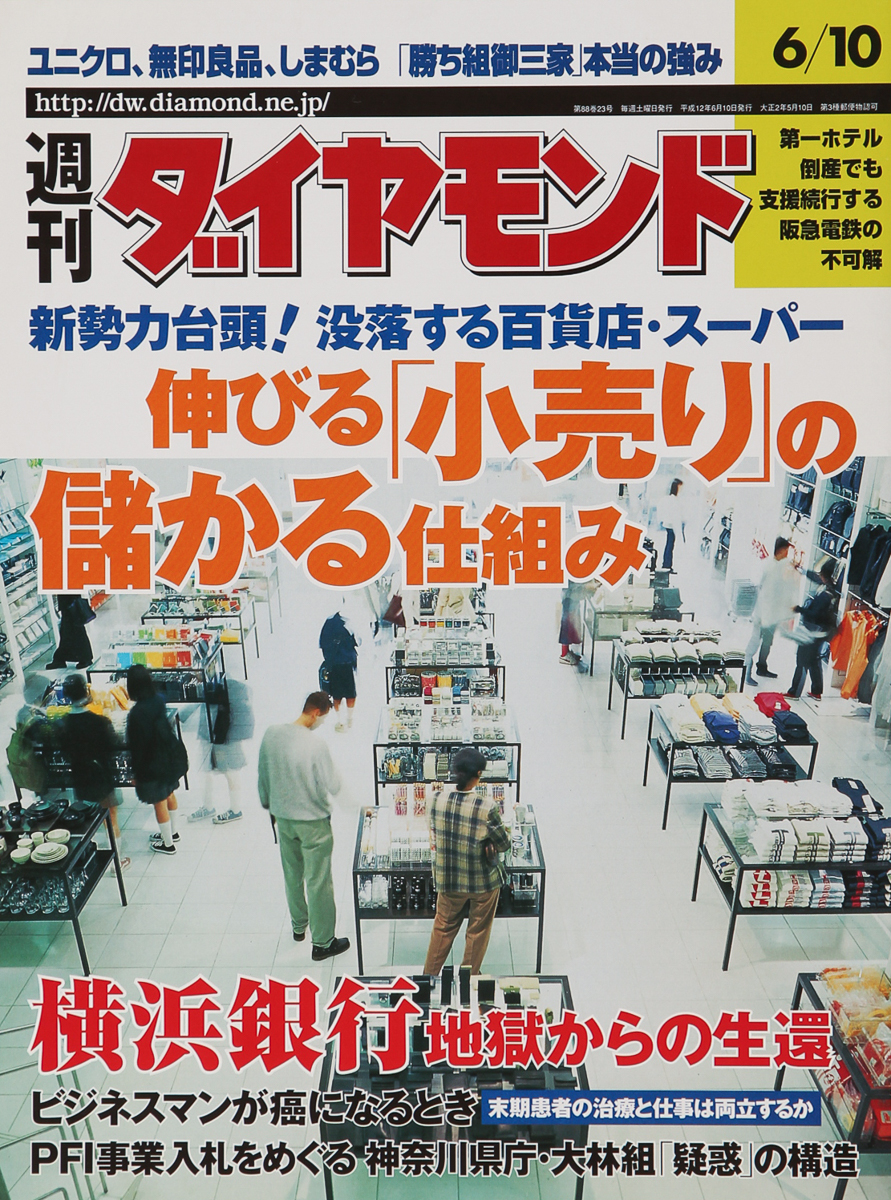 ユニクロ、無印良品、しまむら 「勝ち組御三家」本当の強み
6/10
http://dw.diamond.ne.jp/
第88巻23号 毎週土曜日発行 平成12年6月10日発行 大正2年5月10日 第3種郵便物認可
週刊 ダイヤモンド
第一ホテル
倒産でも
支援続行する
阪急電鉄の
不可解
新勢力台頭! 没落する百貨店・スーパー
伸びる「小売り」の
儲かる仕組み
横浜銀行 地獄からの生還
ビジネスマンが癌になるとき 末期患者の治療と仕事は両立するか
PFI事業入札をめぐる 神奈川県庁・大林組「疑惑」の構造